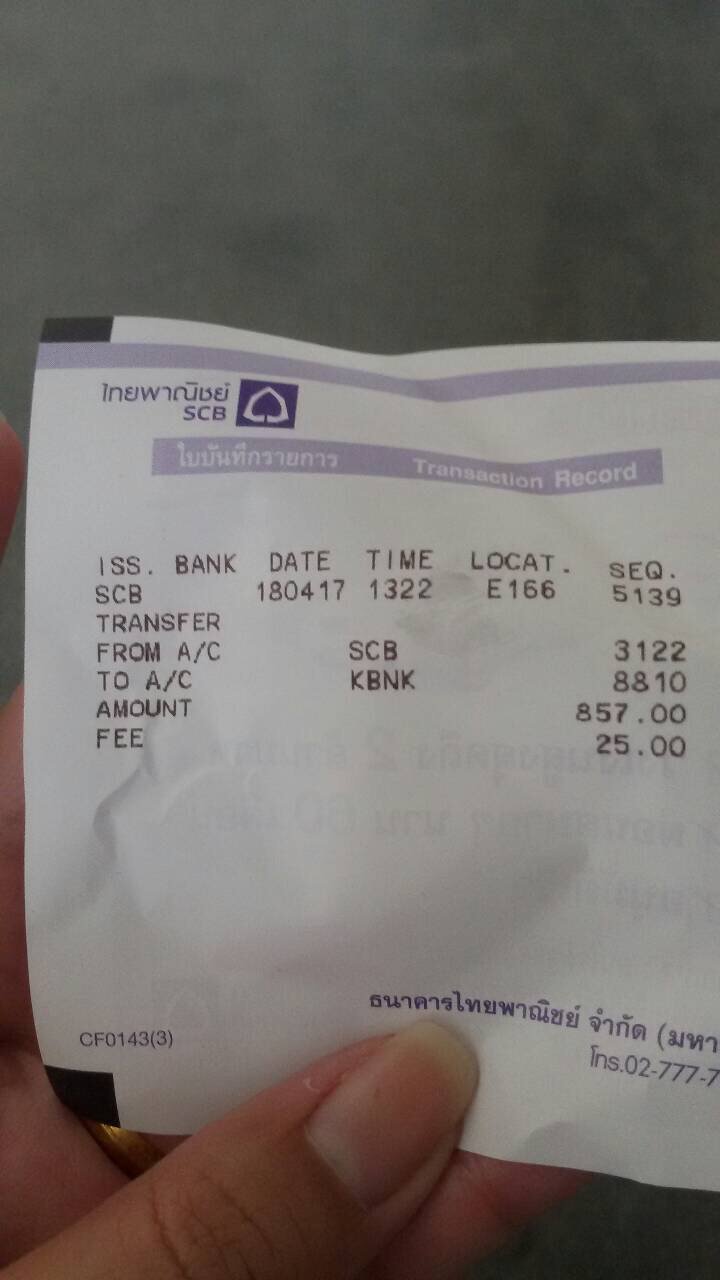 ไทยพาณิชย์
SCB
ใบบันทึกรายการ Transaction Record
ISS. BANK DATE TIME LOCAT. SEQ.
SCB 180417 1322 E166 5139
TRANSFER
FROM A/C SCB 3122
TO A/C KBNK 8810
AMOUNT 857.00
FEE 25.00
ธนาคารไทยพาณิชย์ จำกัด (มหา
CF0143(3)
โทร.02-777-7